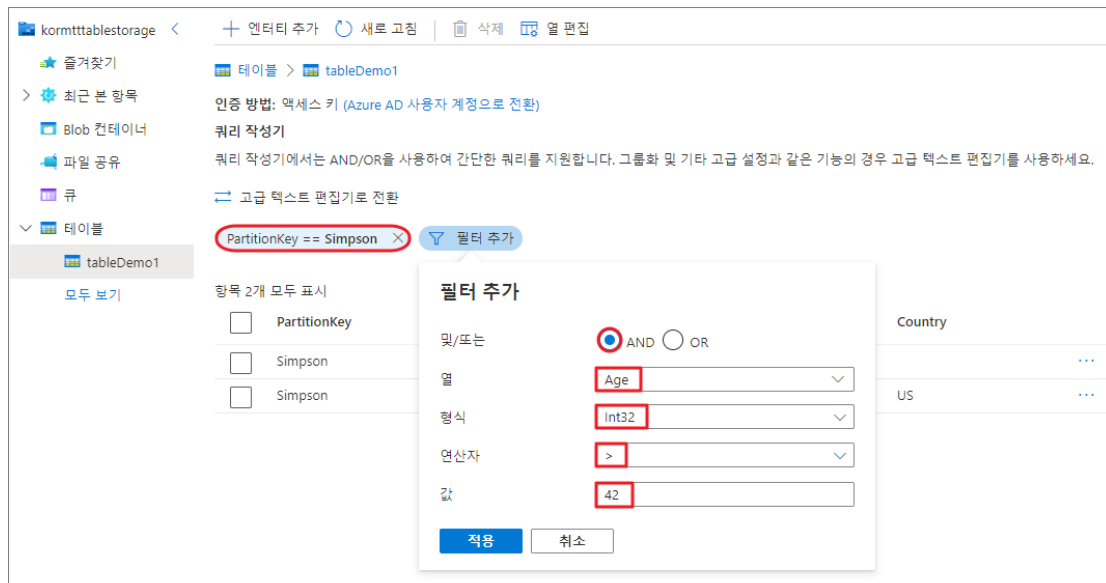 kormtttablestorage
즐겨찾기
최근 본 항목
Blob 컨테이너
파일 공유
큐
테이블
tableDemo1
모두 보기
엔터티 추가 새로 고침 삭제 열 편집
테이블 > tableDemo1
인증 방법: 액세스 키 (Azure AD 사용자 계정으로 전환)
쿼리 작성기
쿼리 작성기에서는 AND/OR을 사용하여 간단한 쿼리를 지원합니다. 그룹화 및 기타 고급 설정과 같은 기능의 경우 고급 텍스트 편집기를 사용하세요.
고급 텍스트 편집기로 전환
PartitionKey == Simpson 필터 추가
항목 2개 모두 표시
PartitionKey Country
Simpson
Simpson US
필터 추가
및/또는 AND OR
열 Age
형식 Int32
연산자 >
값 42
적용 취소